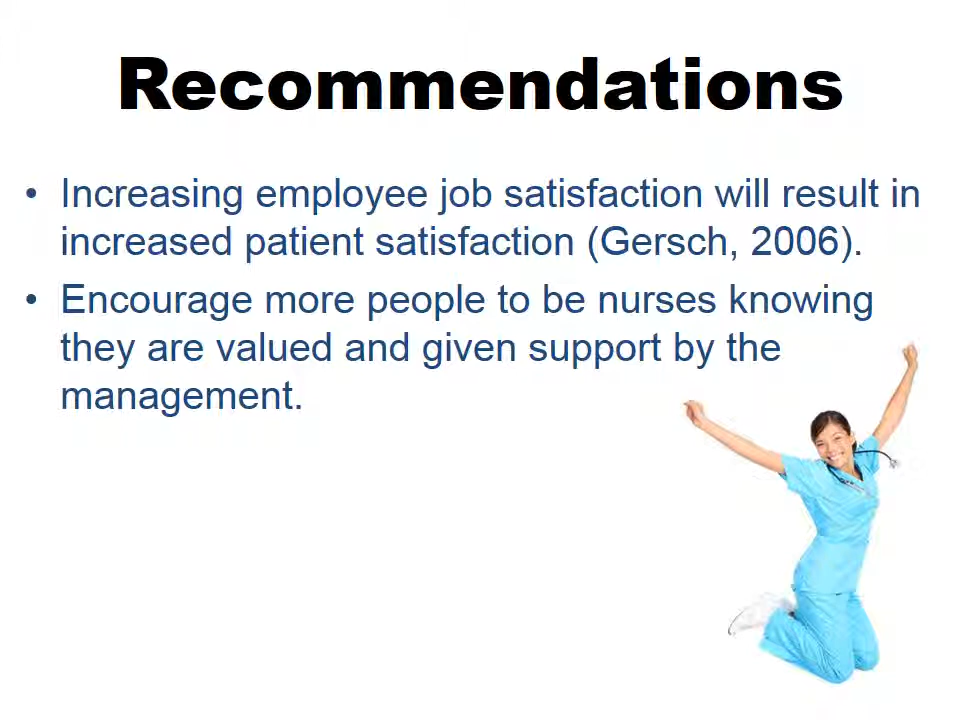 Recommendations
• Increasing employee job satisfaction will result in
increased patient satisfaction (Gersch, 2006).
• Encourage more people to be nurses knowing
they are valued and given support by the
management.